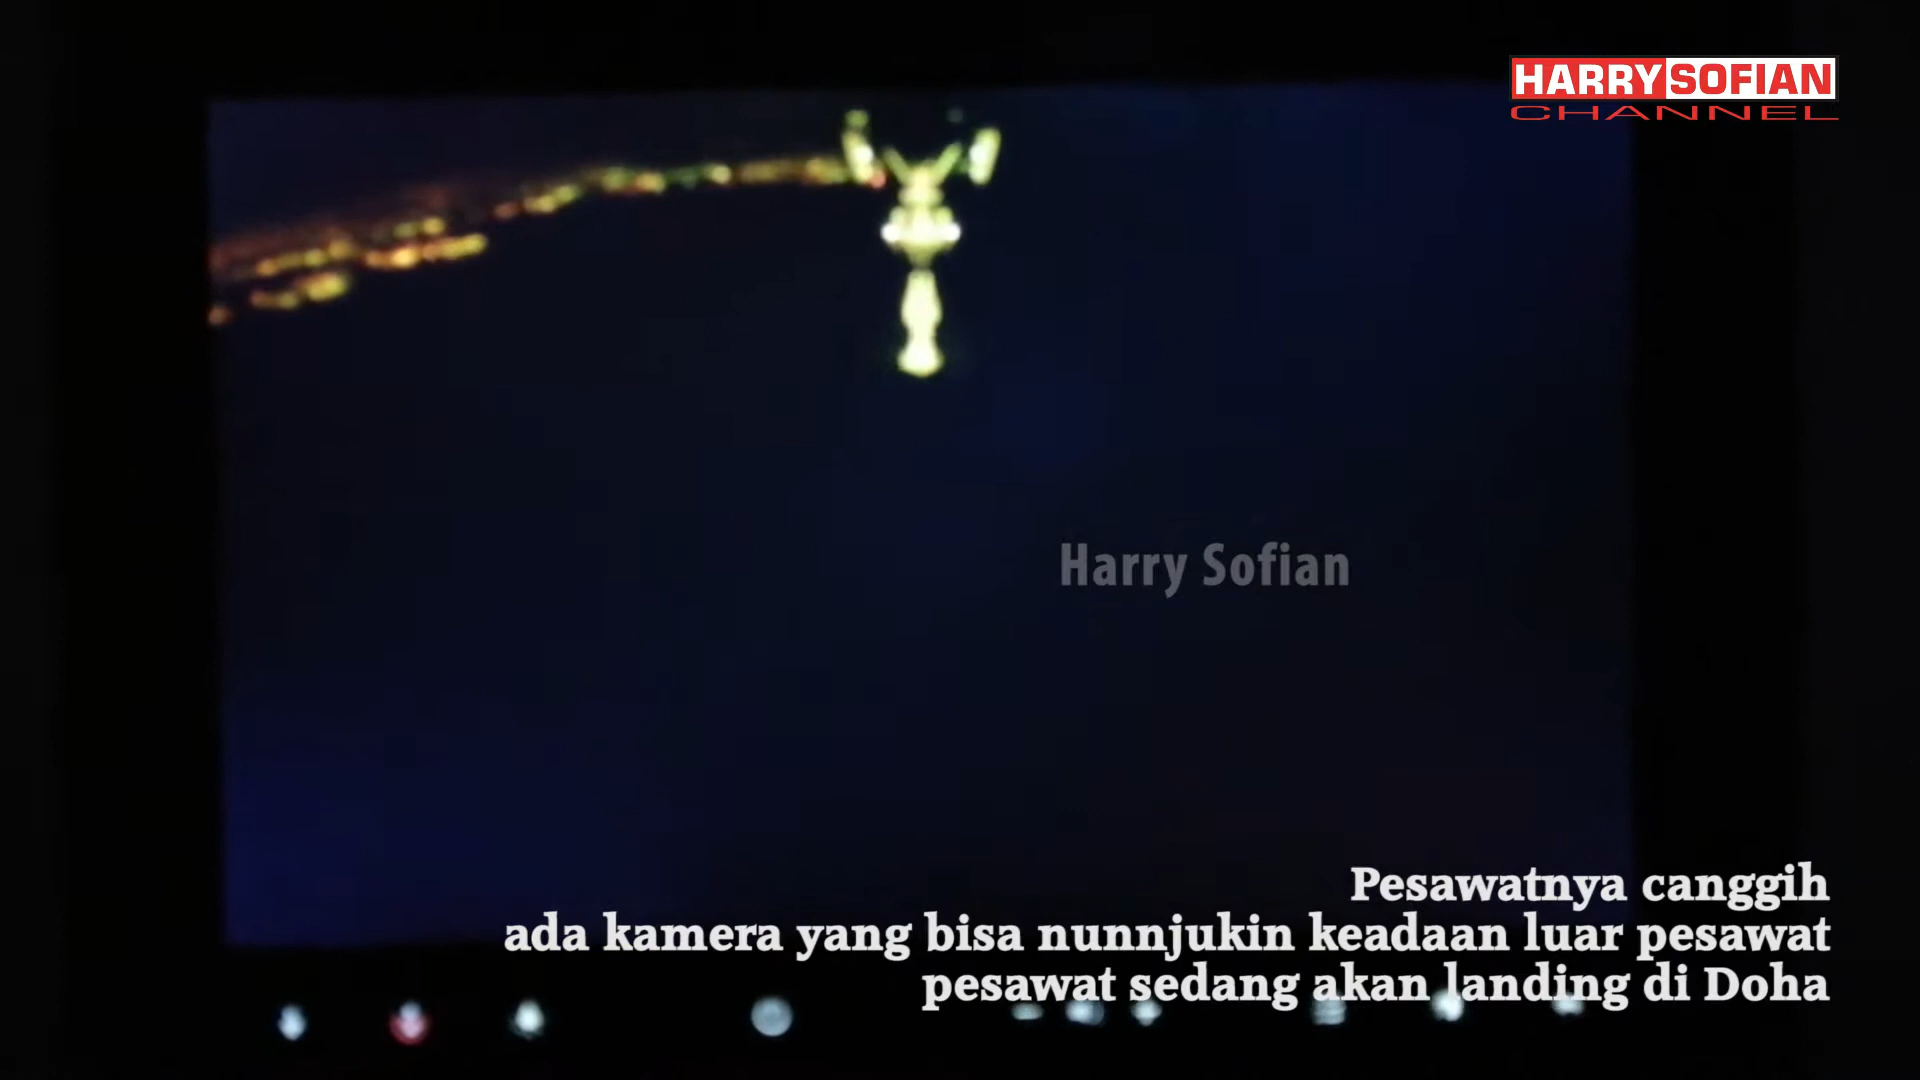 HARRY SOFIAN
CHANNEL
Harry Sofian
Pesawatnya canggih
ada kamera yang bisa nunnjukin keadaan luar pesawat
pesawat sedang akan landing di Doha